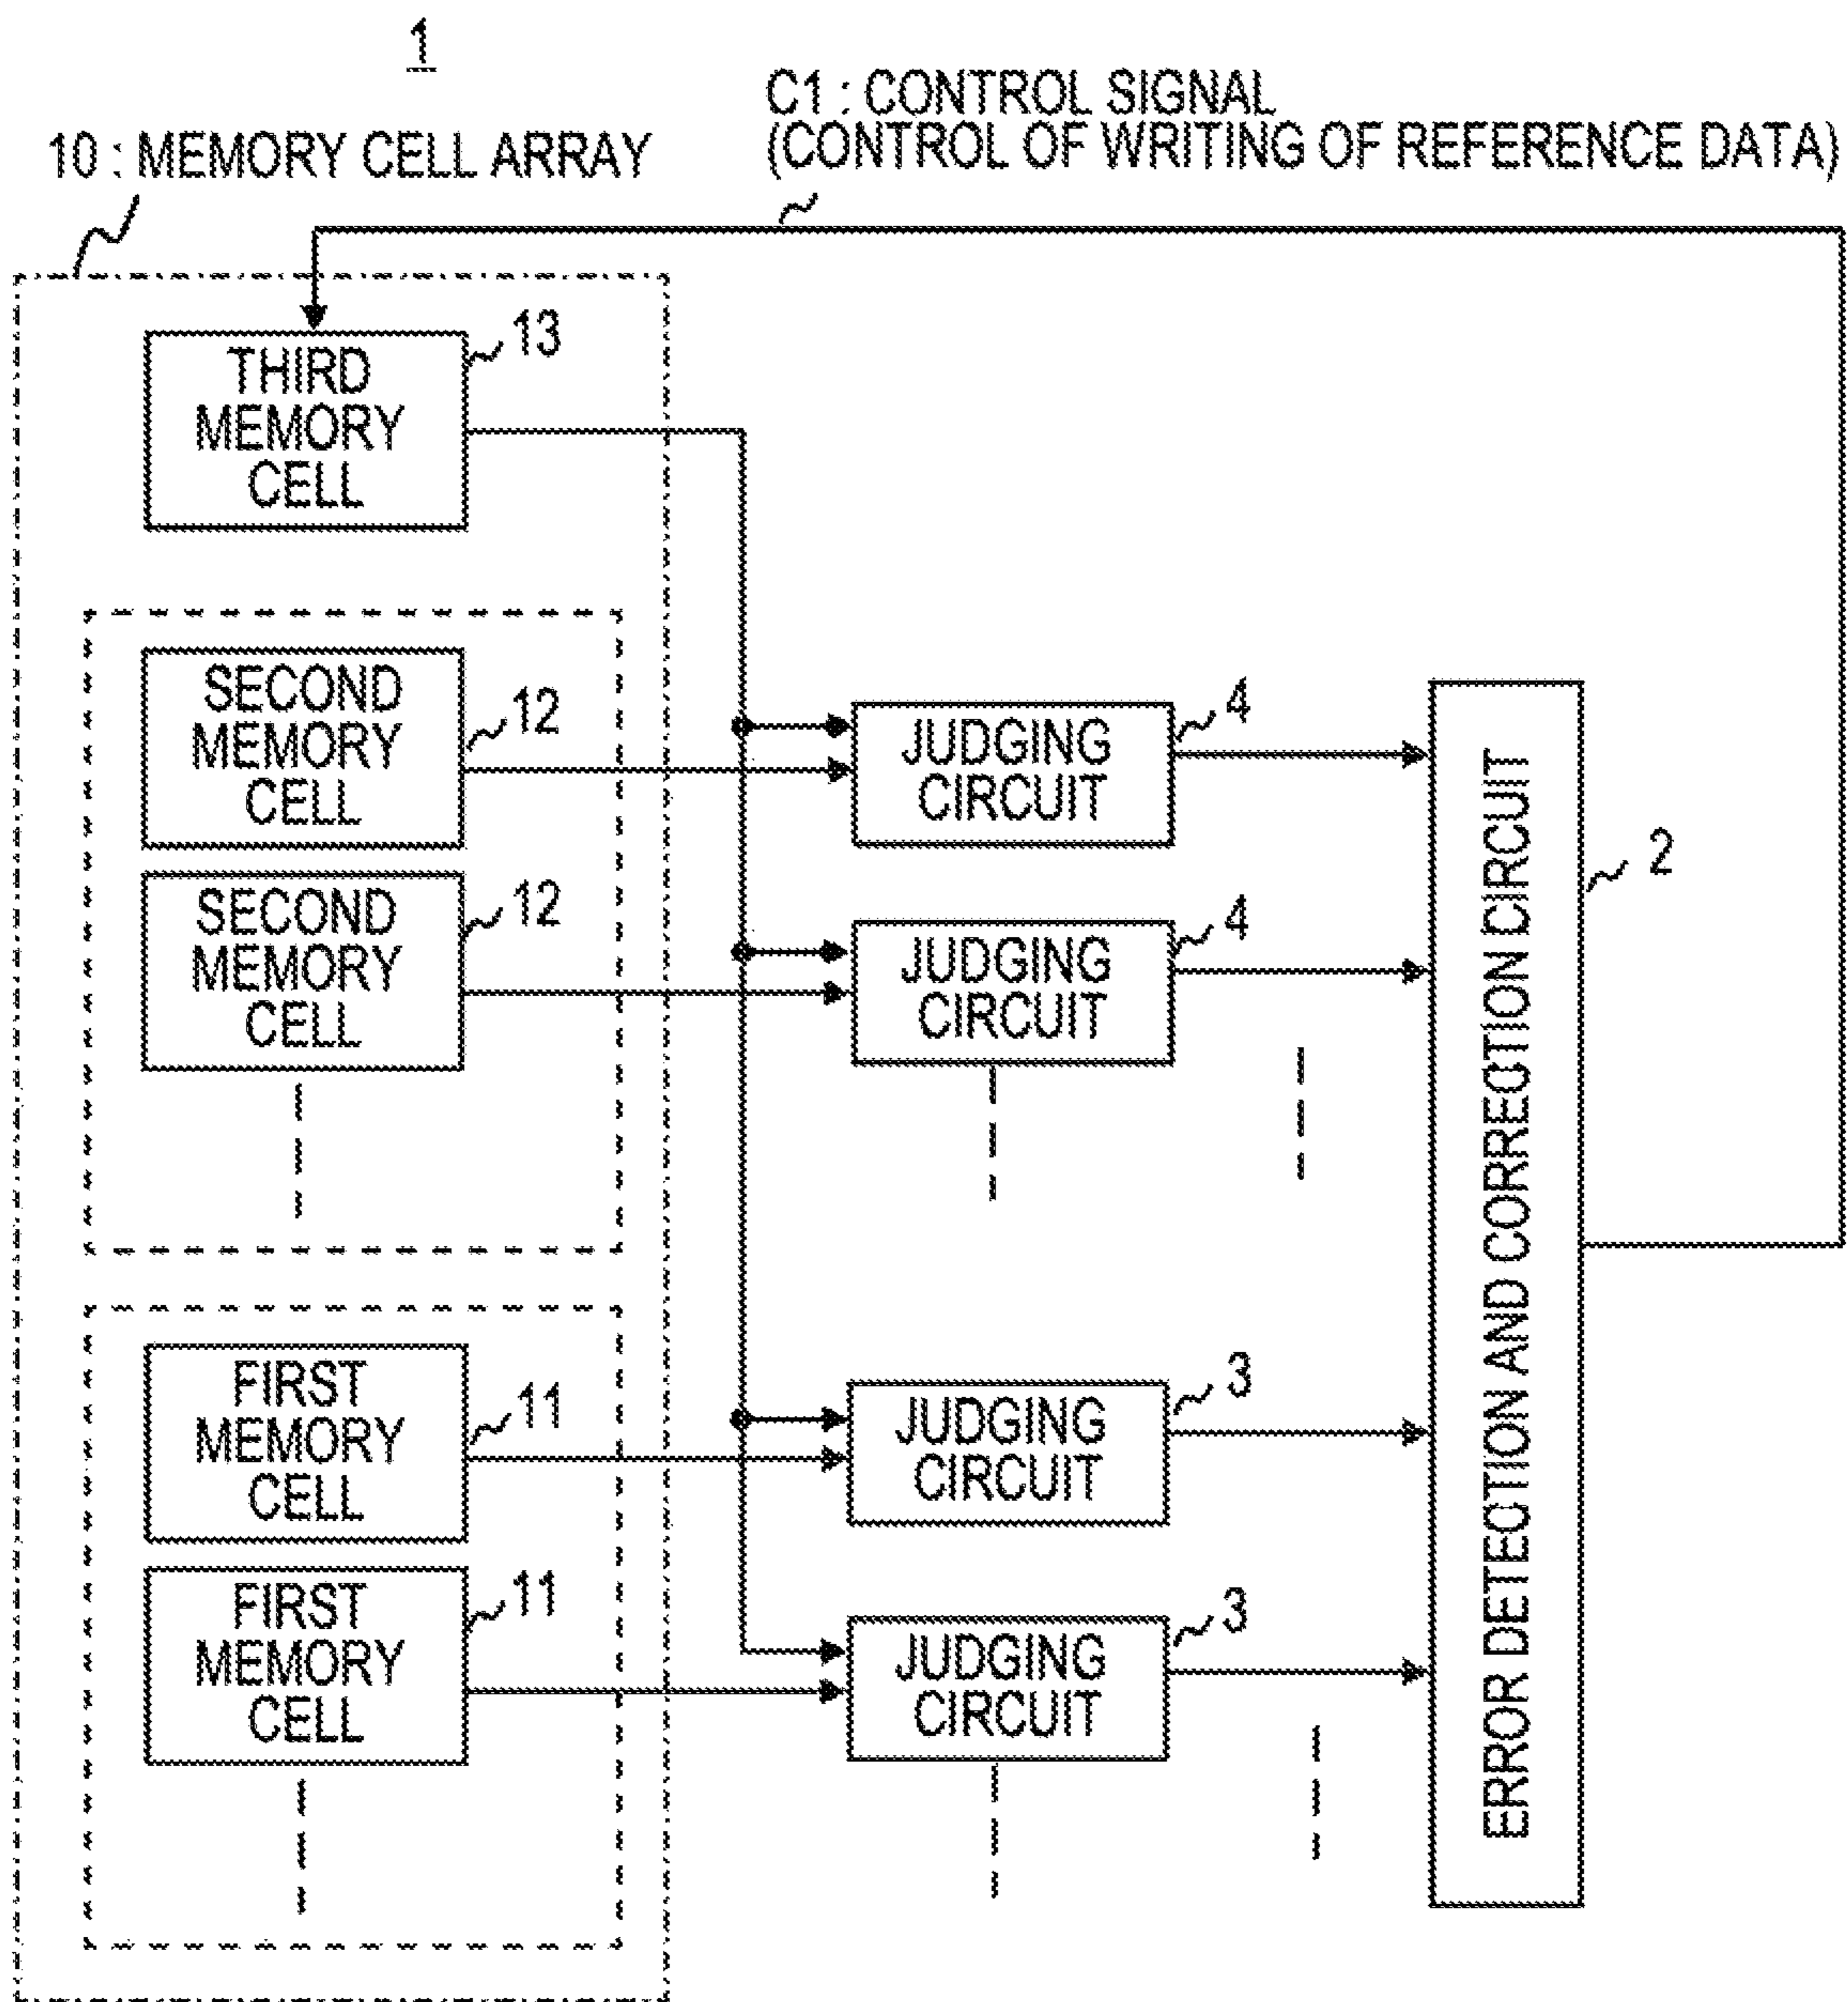 1
C1 : CONTROL SIGNAL
(CONTROL OF WRITING OF REFERENCE DATA)
10 : MEMORY CELL ARRAY
THIRD
MEMORY
CELL
13
SECOND
MEMORY
CELL
12
JUDGING
CIRCUIT
4
SECOND
MEMORY
CELL
12
JUDGING
CIRCUIT
4
ERROR DETECTION AND CORRECTION CIRCUIT
2
FIRST
MEMORY
CELL
11
JUDGING
CIRCUIT
3
FIRST
MEMORY
CELL
11
JUDGING
CIRCUIT
3